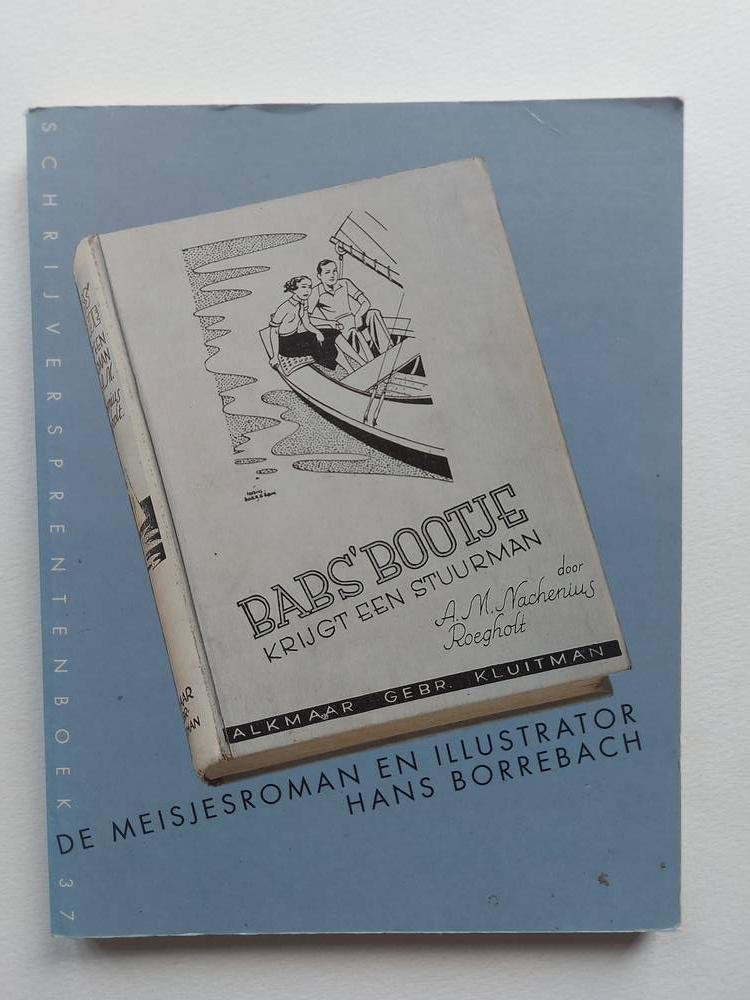 SCHRIJVERSPRENTENBOEK 37
BABS' BOOTJE
KRIJGT EEN STUURMAN
door
A.M. Nachenius
Roegholt
ALKMAAR GEBR. KLUITMAN
DE MEISJESROMAN EN ILLUSTRATOR
HANS BORREBACH